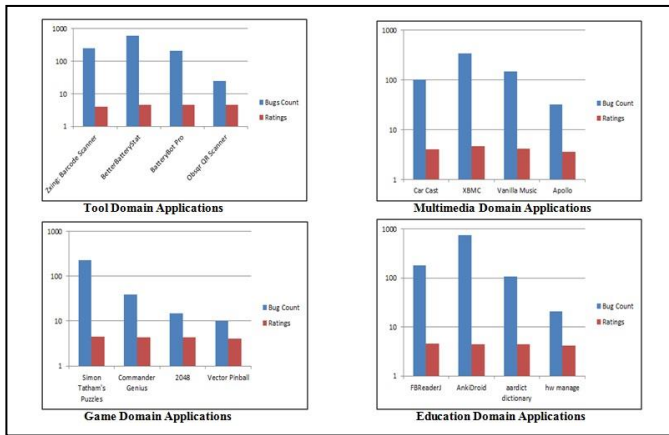 1000
100
10
1
Zxing: Barcode Scanner
BetterBatteryStat
BatteryBot Pro
Obsqr QR Scanner
Bugs Count
Ratings
Tool Domain Applications
1000
100
10
1
Car Cast
XBMC
Vanilla Music
Apollo
Bug Count
Ratings
Multimedia Domain Applications
1000
100
10
1
Simon
Tatham's
Puzzles
Commander
Genius
2048
Vector Pinball
Bug Count
Ratings
Game Domain Applications
1000
100
10
1
FBReaderJ
AnkiDroid
aardict
dictionary
hw manage
Bug Count
Ratings
Education Domain Applications